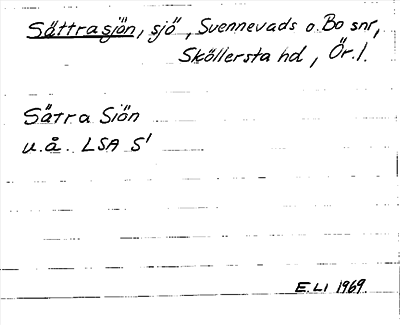 Sättrasjön, sjö, Svennevads o. Bo snr,
Sköllersta hd, Ör. l.
Sätra Siön
u.å. LSA S1
E.LI 1969.